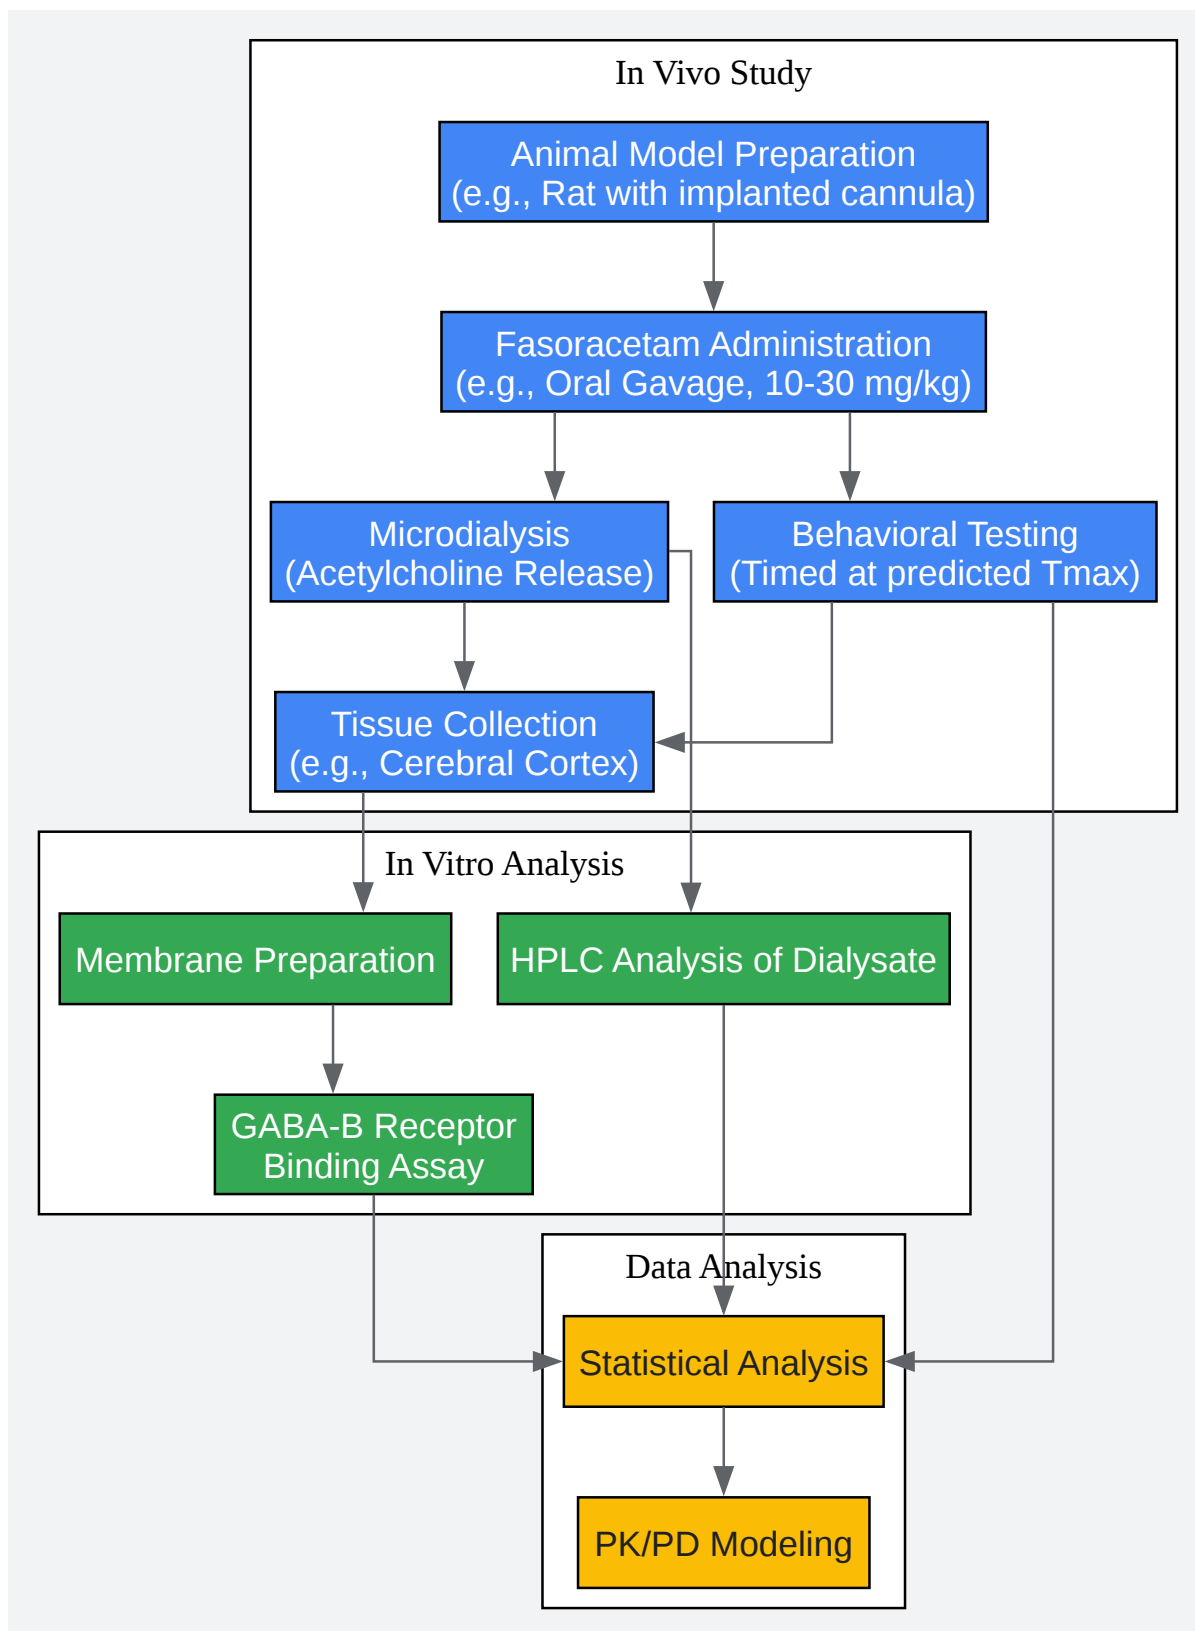 In Vivo Study
Animal Model Preparation
(e.g., Rat with implanted cannula)
Fasoracetam Administration
(e.g., Oral Gavage, 10-30 mg/kg)
Microdialysis
(Acetylcholine Release)
Behavioral Testing
(Timed at predicted Tmax)
Tissue Collection
(e.g., Cerebral Cortex)
In Vitro Analysis
Membrane Preparation
HPLC Analysis of Dialysate
GABA-B Receptor
Binding Assay
Data Analysis
Statistical Analysis
PK/PD Modeling